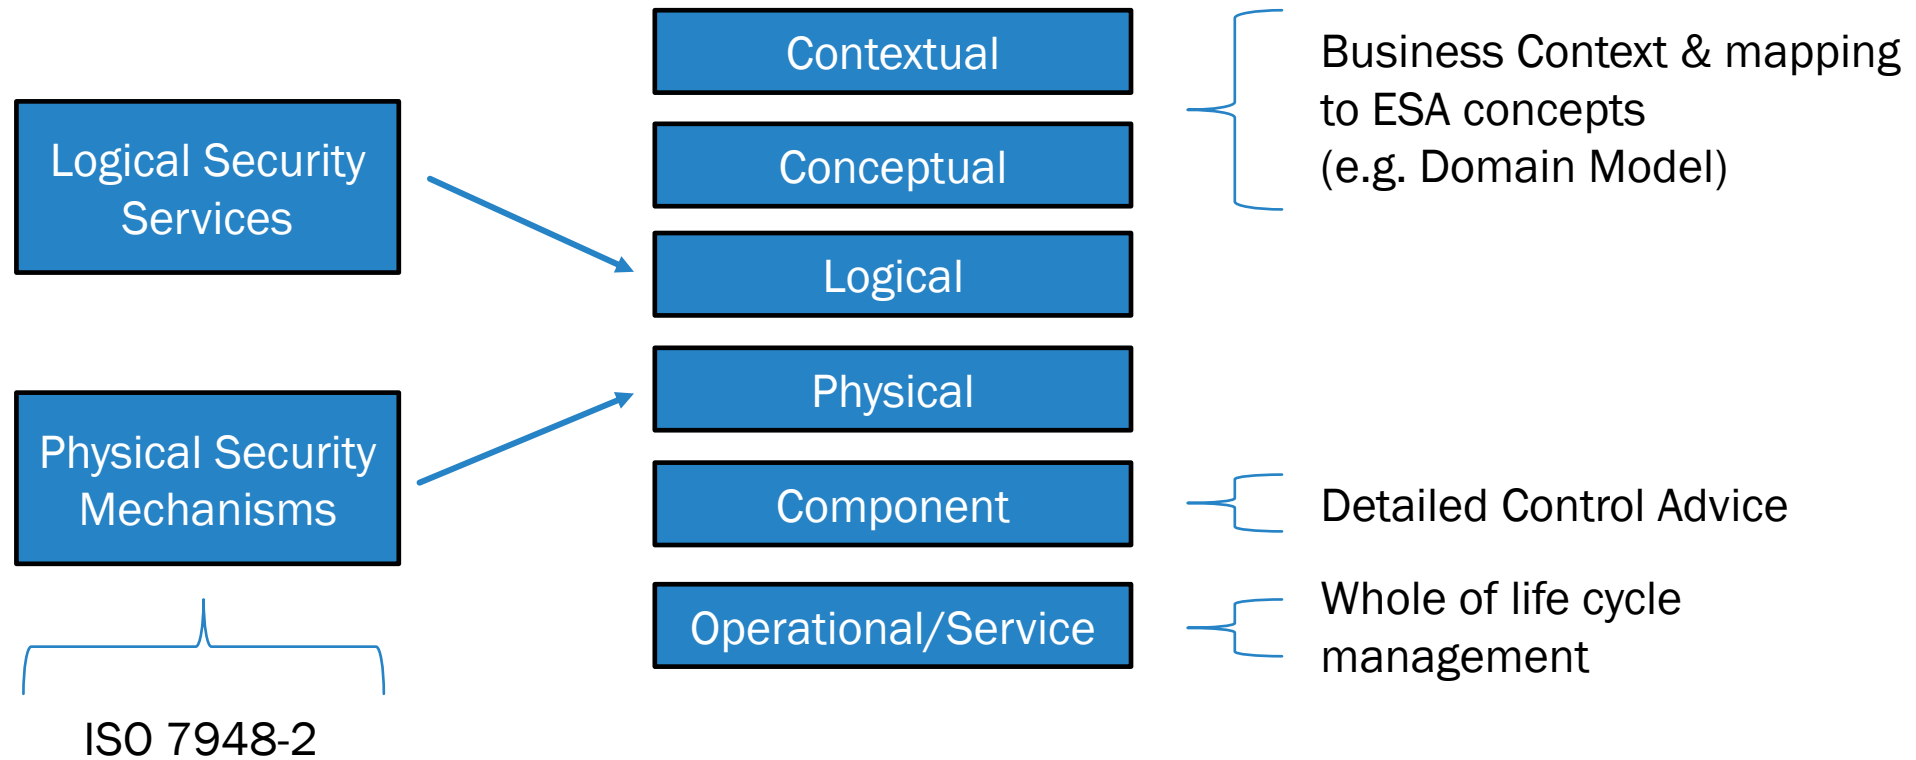 Logical Security
Services
Physical Security
Mechanisms
ISO 7948-2
Contextual
Conceptual
Logical
Physical
Component
Operational/Service
Business Context & mapping
to ESA concepts
(e.g. Domain Model)
Detailed Control Advice
Whole of life cycle
management